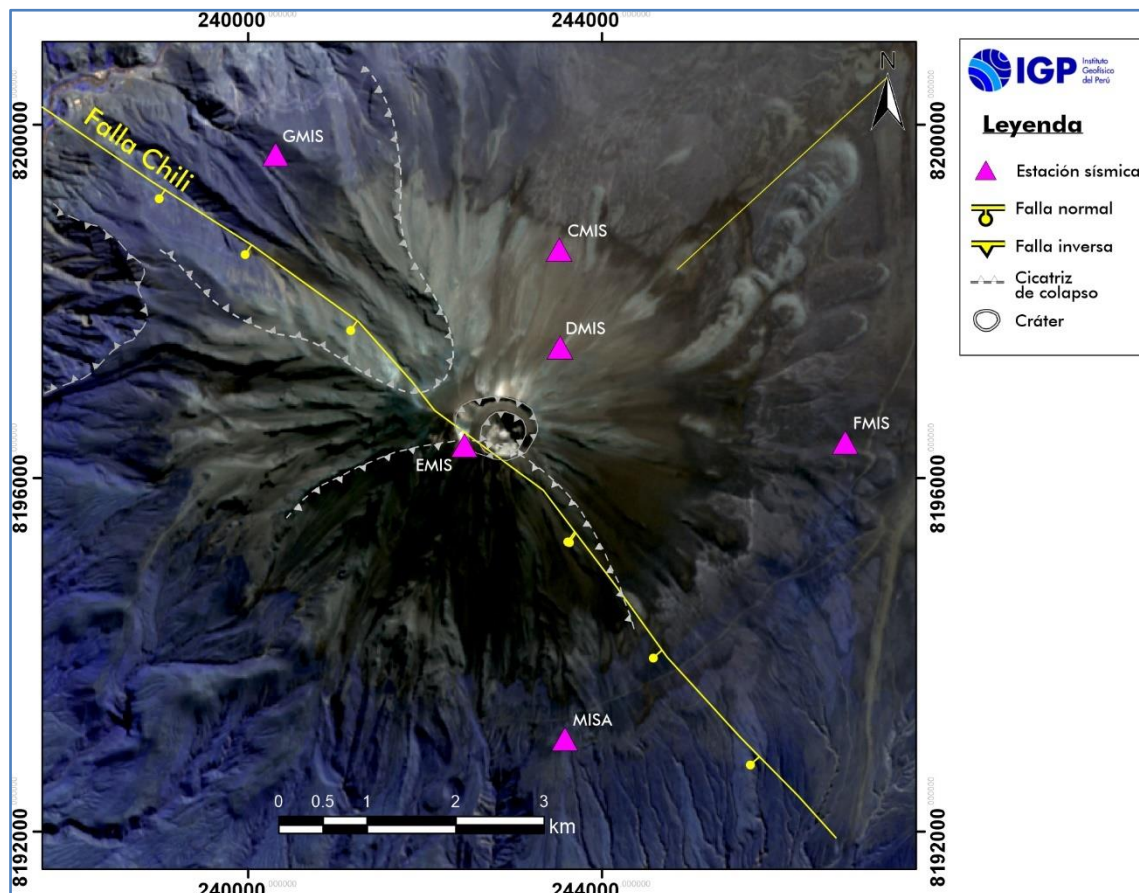 240000
244000
8200000
8196000
8192000
Falla Chili
GMIS
CMIS
DMIS
FMIS
EMIS
MISA
N
0 0.5 1 2 3
km
8200000
8196000
8192000
240000
244000
IGP
Instituto
Geofísico
del Perú
Leyenda
Estación sísmica
Falla normal
Falla inversa
Cicatriz
de colapso
Cráter